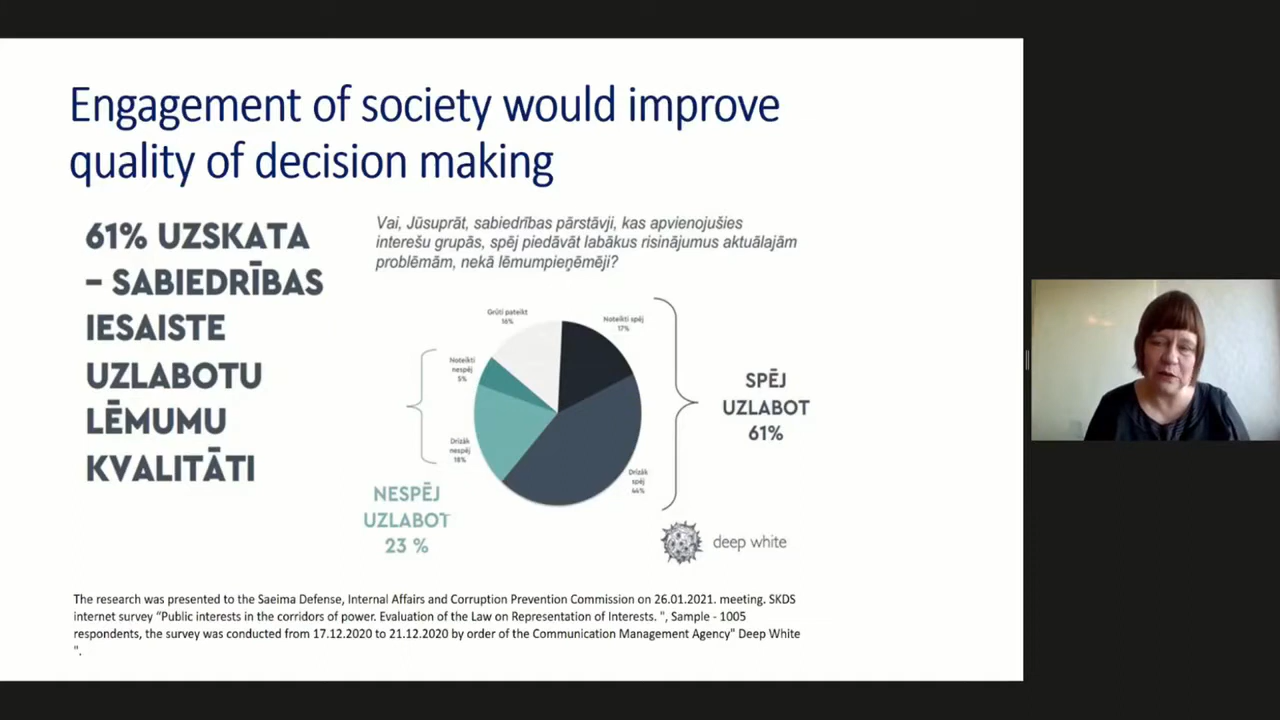 Engagement of society would improve
quality of decision making
61% UZSKATA
– SABIEDRĪBAS
IESAISTE
UZLABOTU
LĒMUMU
KVALITĀTI
Vai, Jūsuprāt, sabiedrības pārstāvji, kas apvienojušies
interešu grupās, spēj piedāvāt labākus risinājumus aktuālajām
problēmām, nekā lēmumpieņēmēji?
Grūti pateikt
16%
Noteikti spēj
17%
Noteikti
nespēj
5%
Drīzāk
nespēj
18%
Drīzāk
spēj
44%
SPĒJ
UZLABOT
61%
NESPĒJ
UZLABOT
23 %
deep white
The research was presented to the Saeima Defense, Internal Affairs and Corruption Prevention Commission on 26.01.2021. meeting. SKDS
internet survey “Public interests in the corridors of power. Evaluation of the Law on Representation of Interests. ", Sample - 1005
respondents, the survey was conducted from 17.12.2020 to 21.12.2020 by order of the Communication Management Agency" Deep White
".